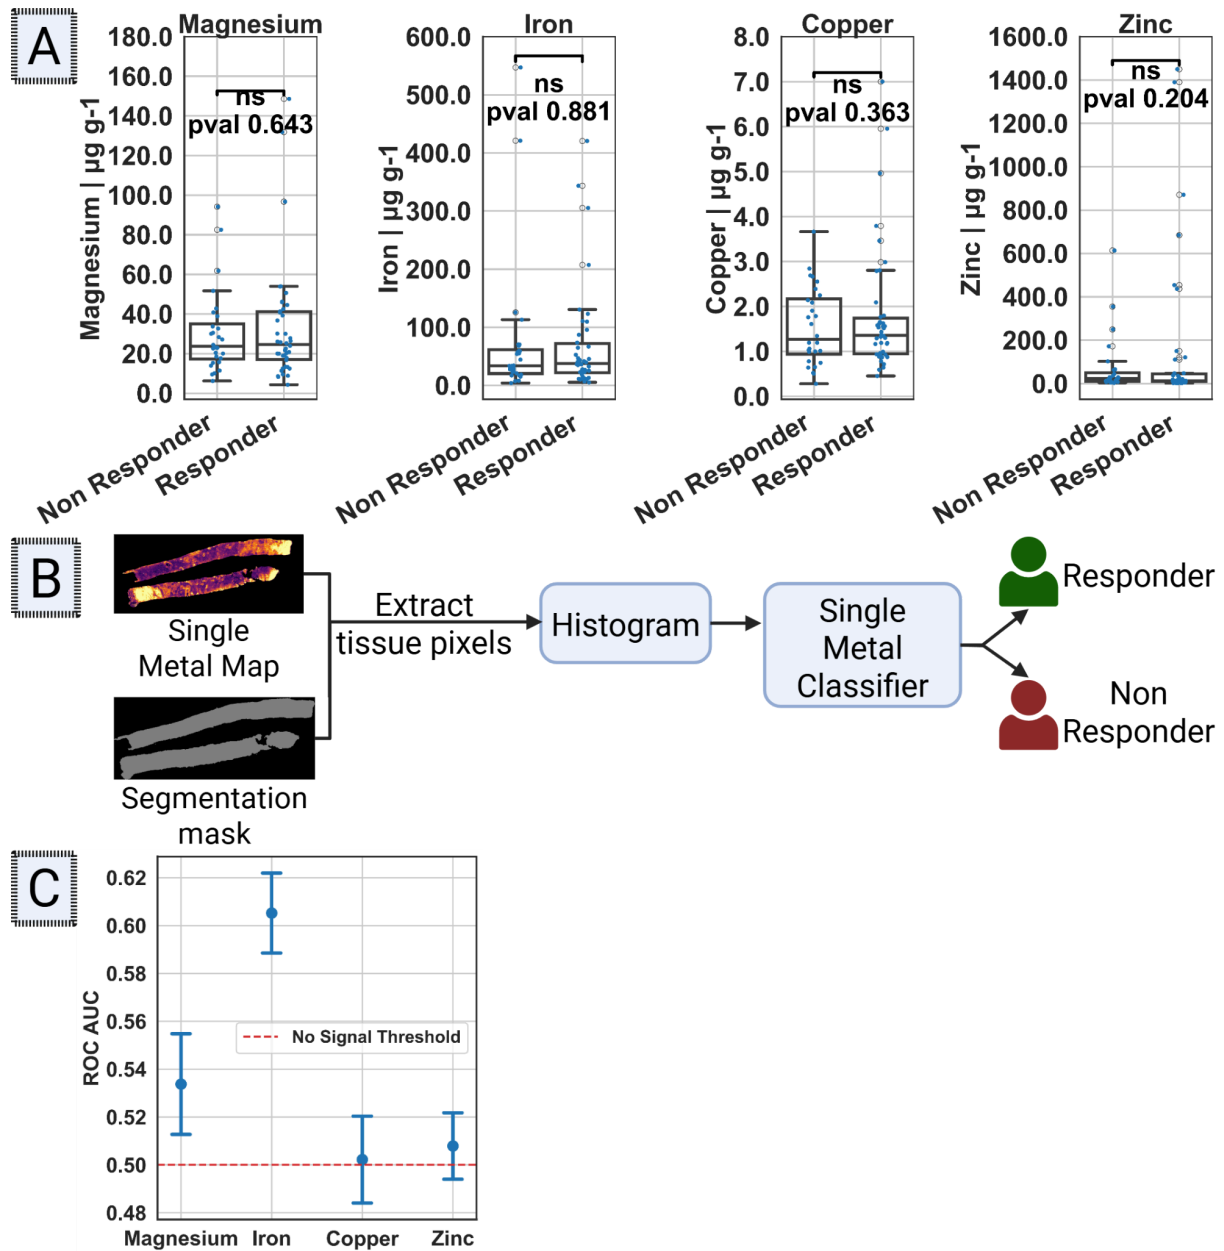 A
Magnesium
Magnesium | µg g-1
180.0
160.0
140.0
120.0
100.0
80.0
60.0
40.0
20.0
0.0
ns
pval 0.643
Non Responder
Responder
Iron
Iron | µg g-1
600.0
500.0
400.0
300.0
200.0
100.0
0.0
ns
pval 0.881
Non Responder
Responder
Copper
Copper | µg g-1
8.0
7.0
6.0
5.0
4.0
3.0
2.0
1.0
0.0
ns
pval 0.363
Non Responder
Responder
Zinc
Zinc | µg g-1
1600.0
1400.0
1200.0
1000.0
800.0
600.0
400.0
200.0
0.0
ns
pval 0.204
Non Responder
Responder
B
Single
Metal Map
Segmentation
mask
Extract
tissue pixels
Histogram
Single
Metal
Classifier
Responder
Non
Responder
C
ROC AUC
0.62
0.60
0.58
0.56
0.54
0.52
0.50
0.48
No Signal Threshold
Magnesium
Iron
Copper
Zinc